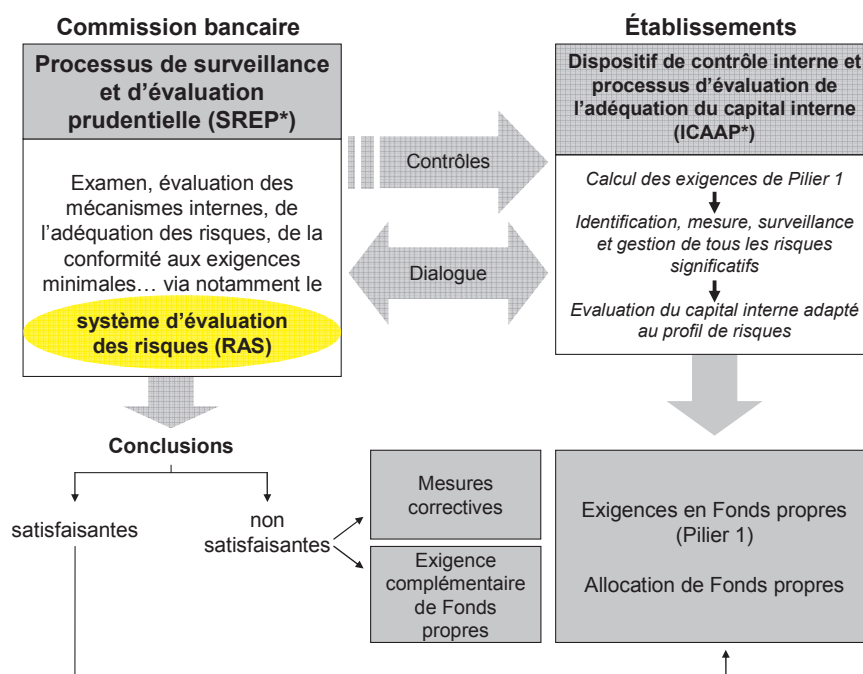 Commission bancaire
Processus de surveillance
et d'évaluation
prudentielle (SREP*)
Examen, évaluation des
mécanismes internes, de
l'adéquation des risques, de la
conformité aux exigences
minimales… via notamment le
système d'évaluation
des risques (RAS)
Contrôles
Dialogue
Établissements
Dispositif de contrôle interne et
processus d'évaluation de
l'adéquation du capital interne
(ICAAP*)
Calcul des exigences de Pilier 1
Identification, mesure, surveillance
et gestion de tous les risques
significatifs
Evaluation du capital interne adapté
au profil de risques
Conclusions
satisfaisantes
non
satisfaisantes
Mesures
correctives
Exigence
complémentaire
de Fonds
propres
Exigences en Fonds propres
(Pilier 1)
Allocation de Fonds propres